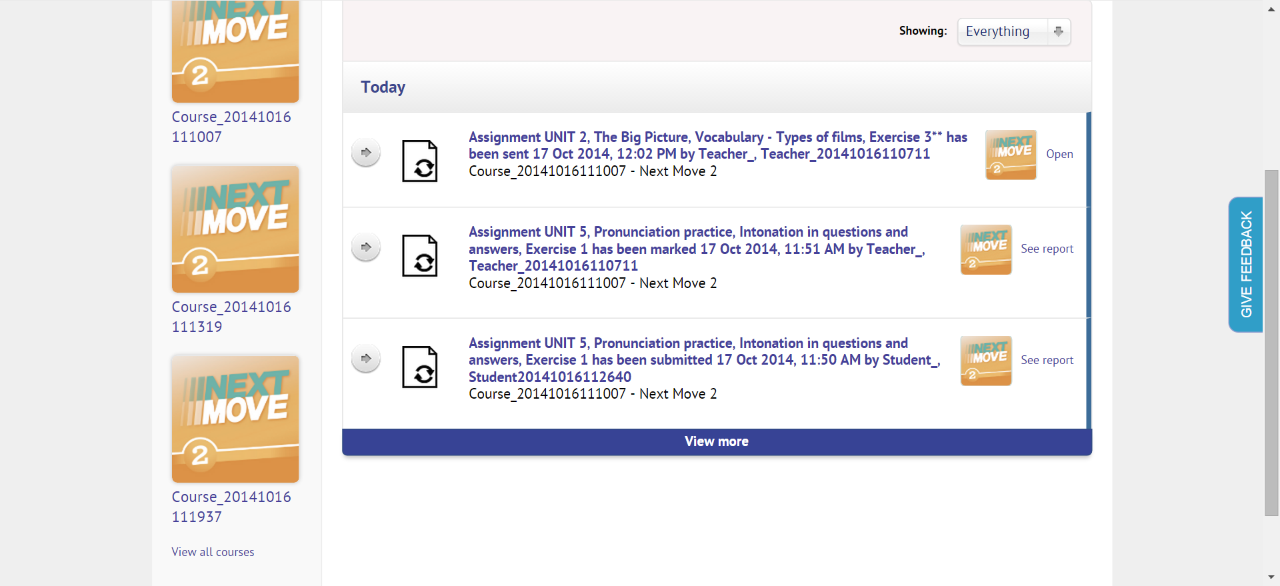 NEXT
MOVE
2
Course_20141016
111007
NEXT
MOVE
2
Course_20141016
111319
NEXT
MOVE
2
Course_20141016
111937
View all courses
Showing: Everything
Today
Assignment UNIT 2, The Big Picture, Vocabulary - Types of films, Exercise 3** has
been sent 17 Oct 2014, 12:02 PM by Teacher_, Teacher_20141016110711
Course_20141016111007 - Next Move 2
NEXT
MOVE
2
Open
Assignment UNIT 5, Pronunciation practice, Intonation in questions and
answers, Exercise 1 has been marked 17 Oct 2014, 11:51 AM by Teacher_,
Teacher_20141016110711
Course_20141016111007 - Next Move 2
NEXT
MOVE
2
See report
Assignment UNIT 5, Pronunciation practice, Intonation in questions and
answers, Exercise 1 has been submitted 17 Oct 2014, 11:50 AM by Student_,
Student20141016112640
Course_20141016111007 - Next Move 2
NEXT
MOVE
2
See report
View more
GIVE FEEDBACK